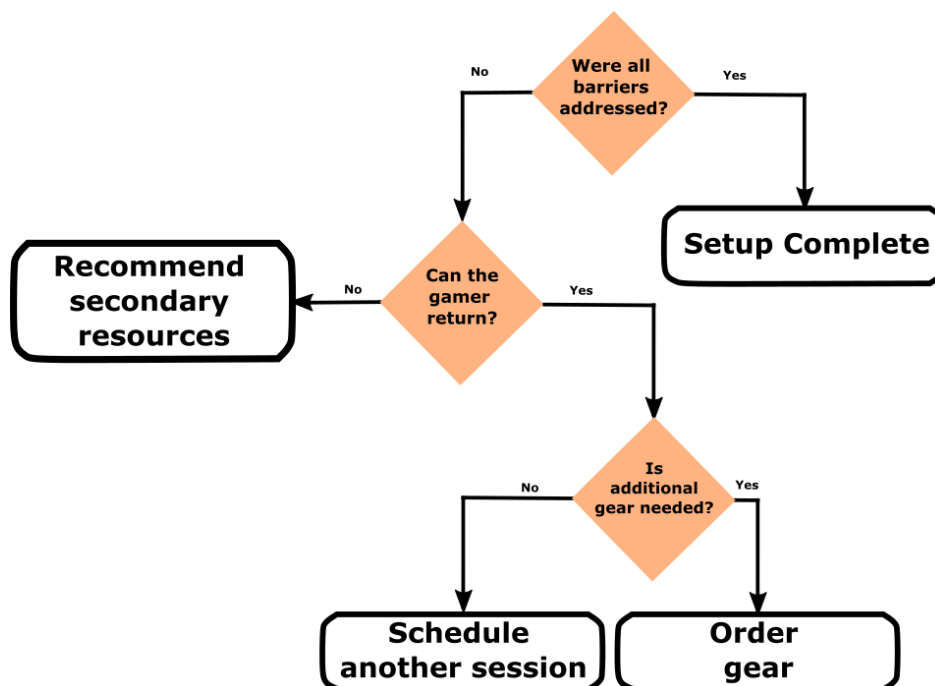 Were all
barriers
addressed?
No
Yes
Setup Complete
Recommend
secondary
resources
Can the
gamer
return?
No
Yes
Is
additional
gear needed?
No
Yes
Schedule
another session
Order
gear